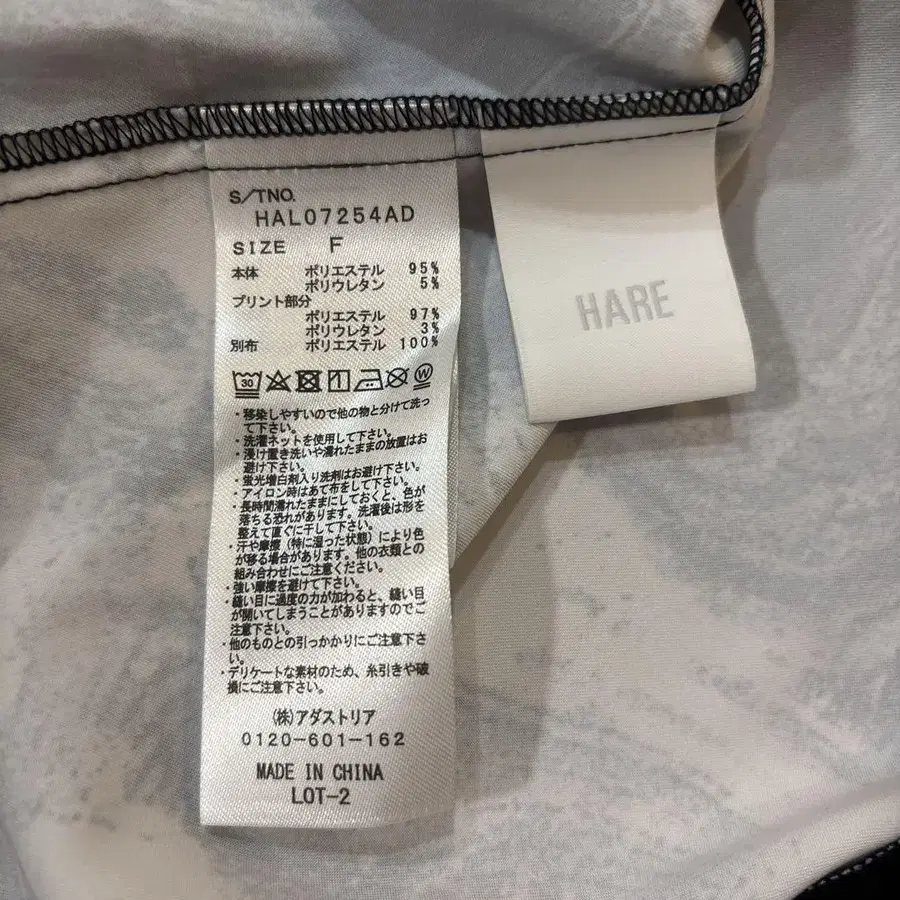 S/TNO.
HAL07254AD
SIZE F
本体 ポリエステル 95%
ポリウレタン 5%
プリント部分
ポリエステル 97%
ポリウレタン 3%
別布 ポリエステル 100%
30
W
・移染しやすいので他の物と分けて洗っ
て下さい。
・洗濯ネットを使用して下さい。
・浸け置き洗いや濡れたままの放置はお
避け下さい。
・蛍光増白剤入り洗剤はお避け下さい。
・アイロン時はあて布をして下さい。
・長時間濡れたままにしておくと、色が
落ちる恐れがあります。洗濯後は形を
整えて直ぐに干して下さい。
・汗や摩擦（特に湿った状態）により色
が移る場合があります。他の衣類との
組み合わせにご注意ください。
・強い摩擦を避けて下さい。
・縫い目に過度の力が加わると、縫い目
が開いてしまうことがありますのでご
注意下さい。
・他のものとの引っかかりにご注意下さ
い。
・デリケートな素材のため、糸引きや破
損にご注意下さい。
(株)アダストリア
0120-601-162
MADE IN CHINA
LOT-2
HARE